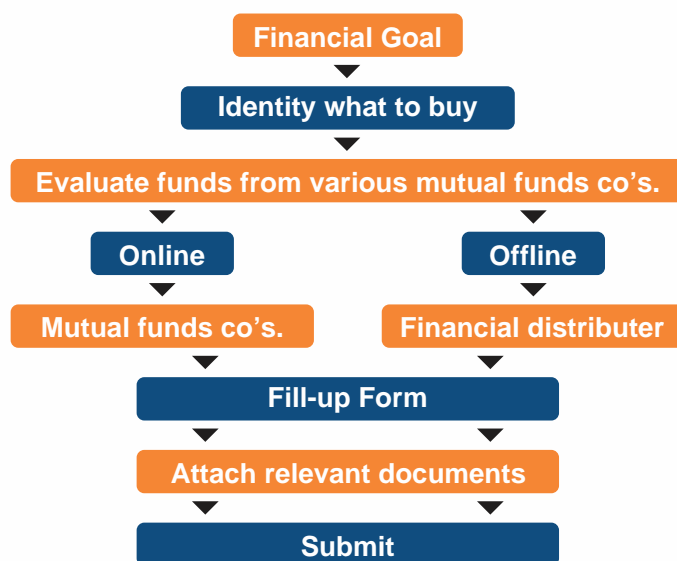 Financial Goal
Identity what to buy
Evaluate funds from various mutual funds co's.
Online
Offline
Mutual funds co's.
Financial distributer
Fill-up Form
Attach relevant documents
Submit